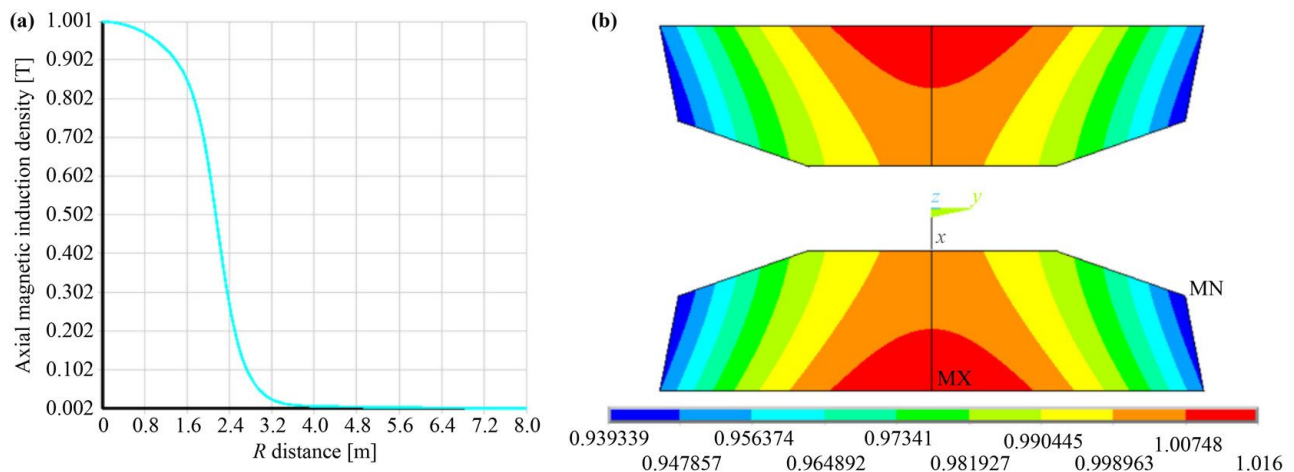 (a)
Axial magnetic induction density [T]
1.001
0.902
0.802
0.702
0.602
0.502
0.402
0.302
0.202
0.102
0.002
0 0.8 1.6 2.4 3.2 4.0 4.8 5.6 6.4 7.2 8.0
R distance [m]
(b)
z y
x
MN
MX
0.939339 0.956374 0.97341 0.990445 1.00748
0.947857 0.964892 0.981927 0.998963 1.016